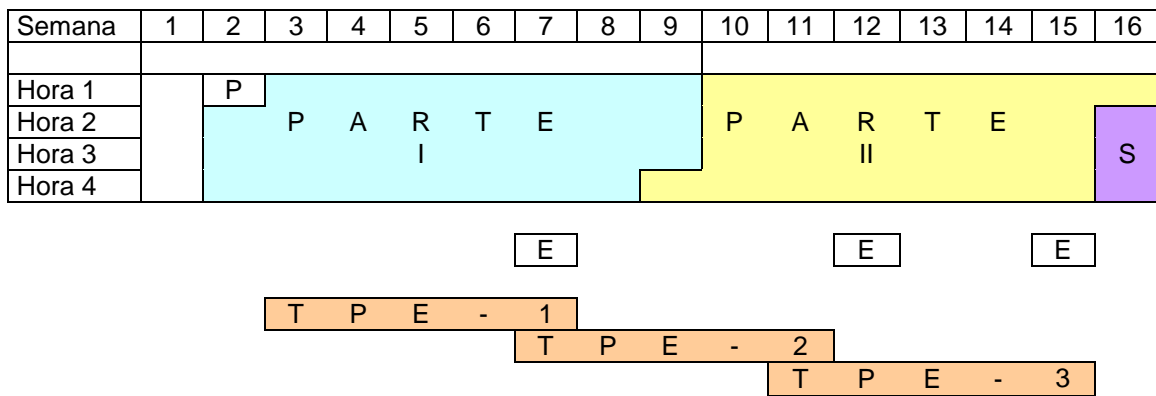 Semana 1 2 3 4 5 6 7 8 9 10 11 12 13 14 15 16
Hora 1 P
Hora 2 P A R T E P A R T E
Hora 3 I II S
Hora 4
E E E
T P E - 1
T P E - 2
T P E - 3